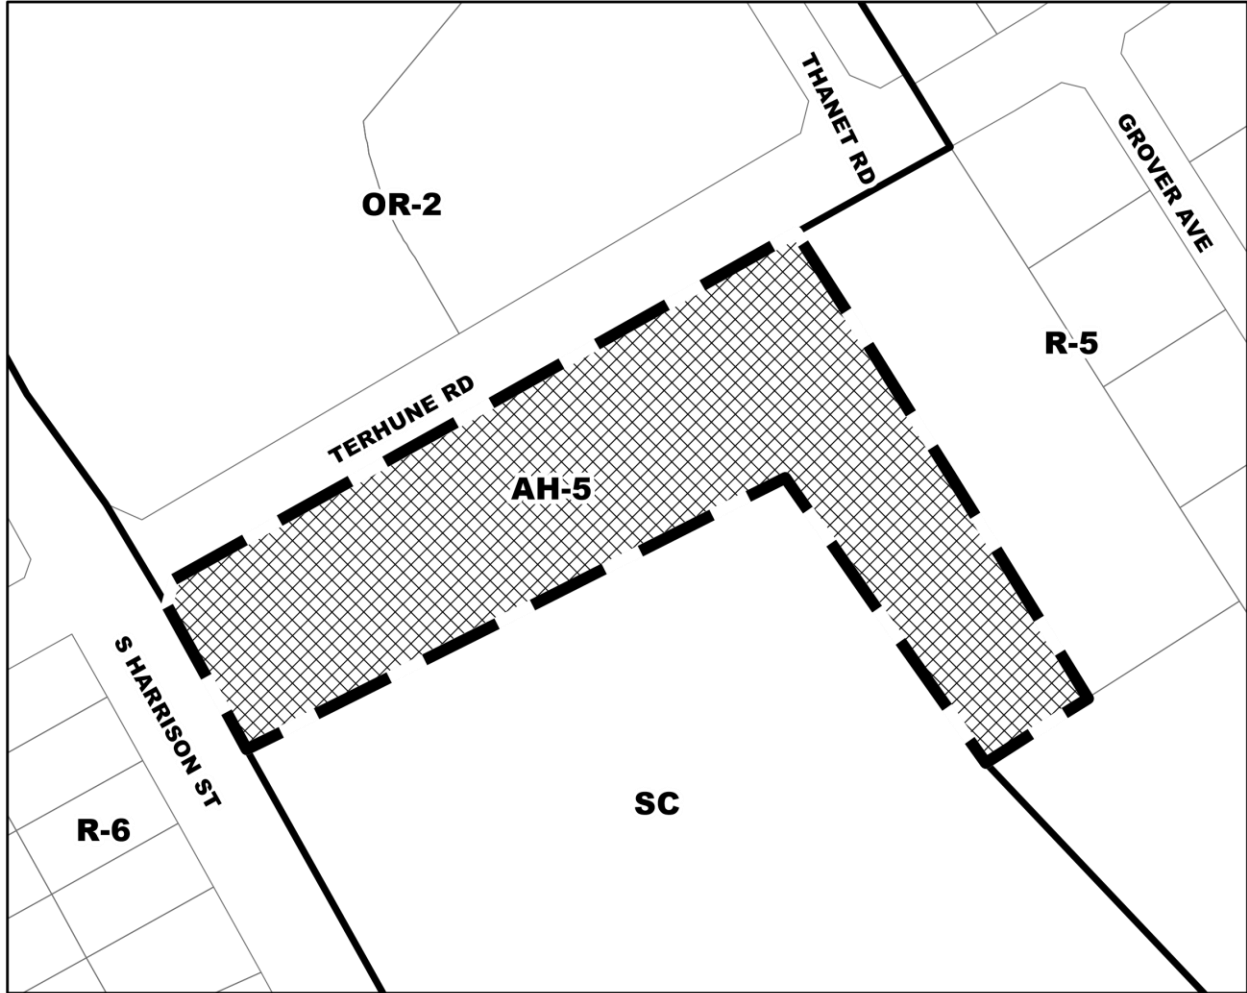 THANET RD
GROVER AVE
OR-2
R-5
TERHUNE RD
AH-5
S HARRISON ST
SC
R-6